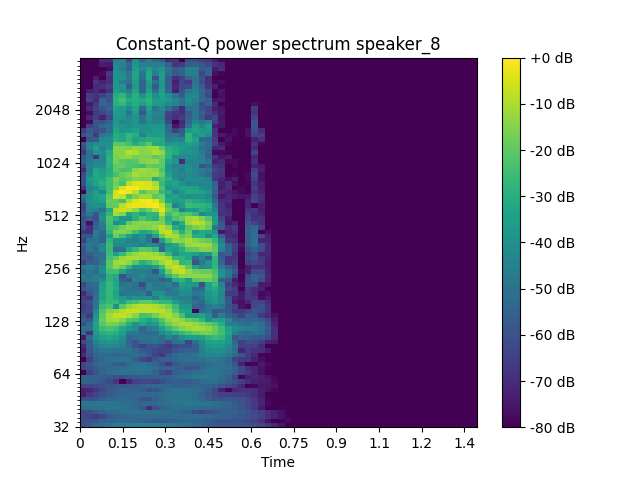 Constant-Q power spectrum speaker_8
Hz
2048
1024
512
256
128
64
32
0 0.15 0.3 0.45 0.6 0.75 0.9 1.1 1.2 1.4
Time
+0 dB
-10 dB
-20 dB
-30 dB
-40 dB
-50 dB
-60 dB
-70 dB
-80 dB